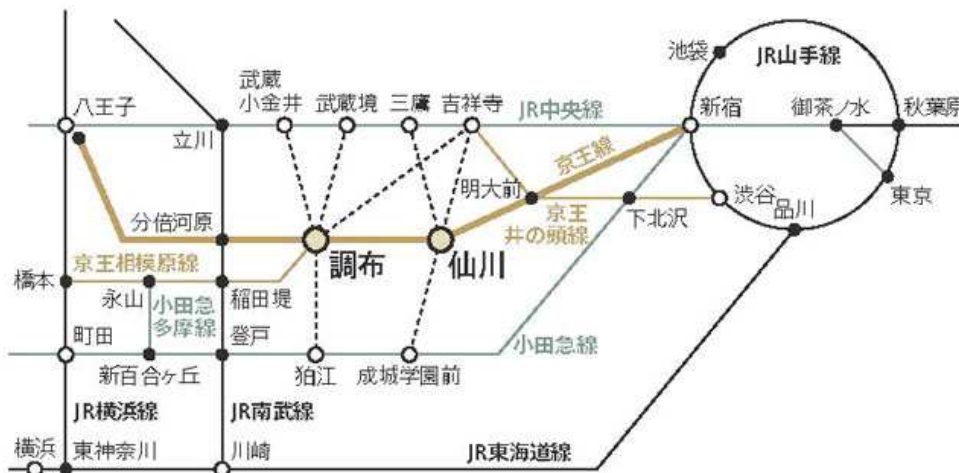 池袋
JR山手線
武蔵
小金井
武蔵境
三鷹
吉祥寺
八王子
立川
JR中央線
新宿
御茶ノ水
秋葉原
京王線
明大前
京王
井の頭線
下北沢
渋谷
品川
東京
分倍河原
調布
仙川
京王相模原線
橋本
永山
小田急
多摩線
稲田堤
町田
登戸
小田急線
新百合ヶ丘
狛江
成城学園前
JR横浜線
JR南武線
横浜
東神奈川
川崎
JR東海道線